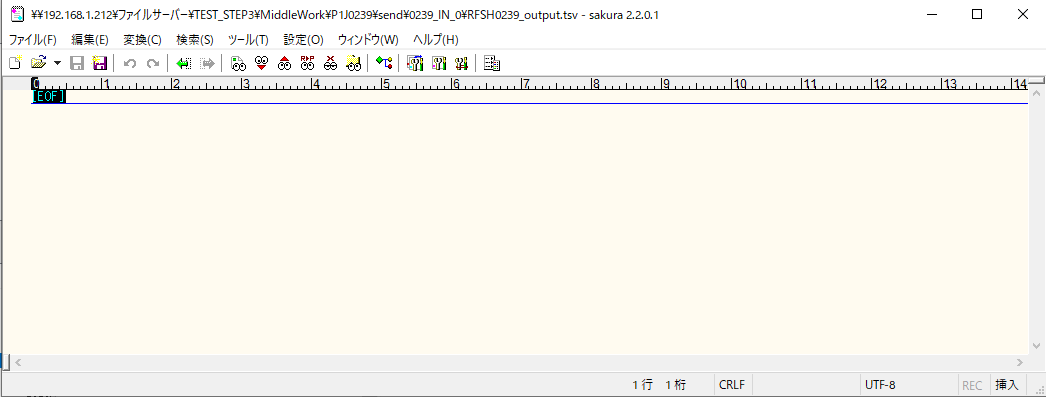 ¥¥192.168.1.212¥ファイルサーバー¥TEST_STEP3¥MiddleWork¥P1J0239¥send¥0239_IN_0¥RFSH0239_output.tsv - sakura 2.2.0.1
ファイル(F) 編集(E) 変換(C) 検索(S) ツール(T) 設定(O) ウィンドウ(W) ヘルプ(H)
0 1 2 3 4 5 6 7 8 9 10 11 12 13 14
[EOF]
1 行 1 桁 CRLF UTF-8 REC 挿入